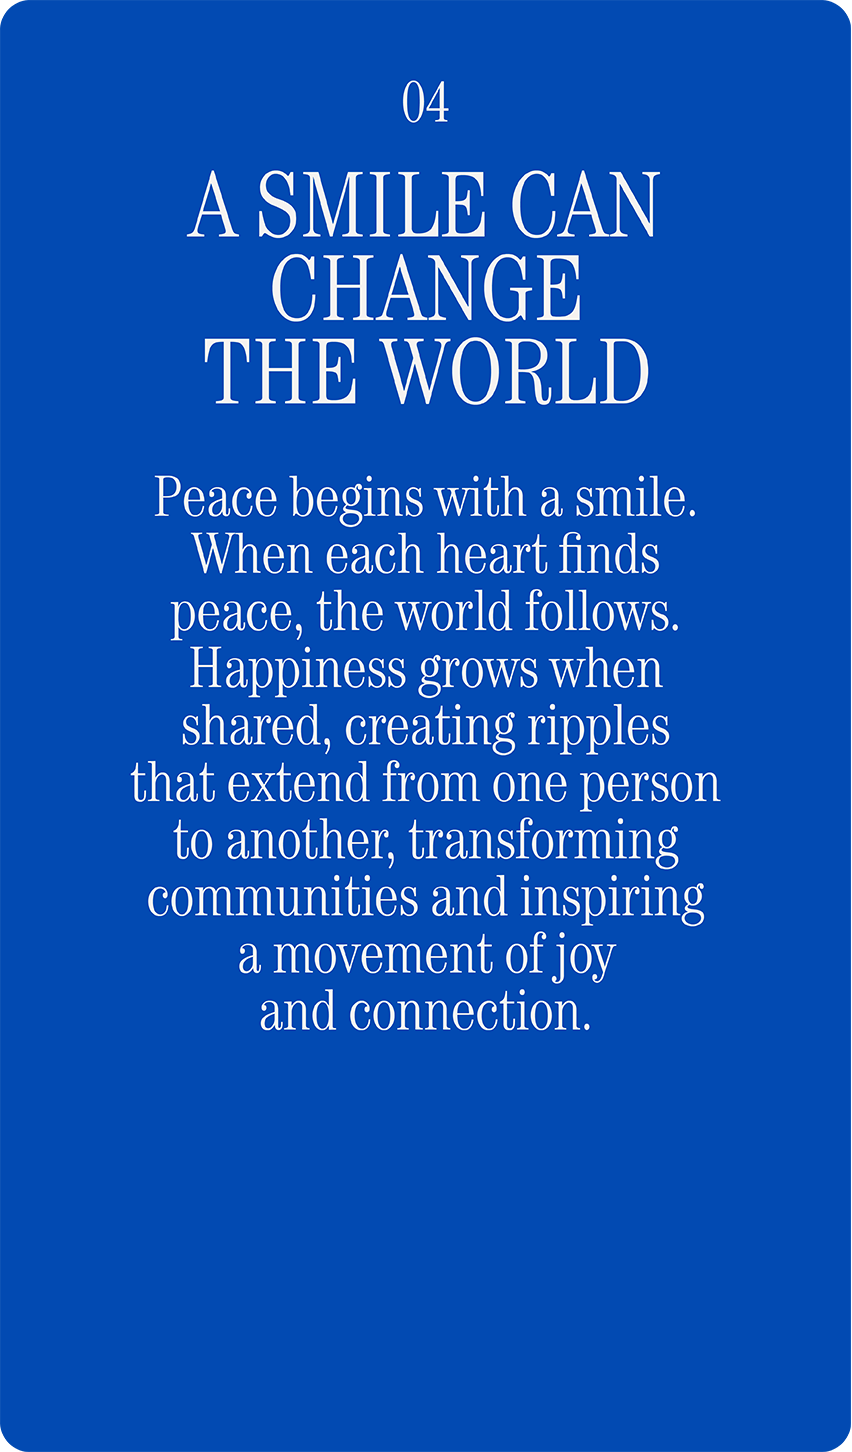 04
A SMILE CAN
CHANGE
THE WORLD
Peace begins with a smile.
When each heart finds
peace, the world follows.
Happiness grows when
shared, creating ripples
that extend from one person
to another, transforming
communities and inspiring
a movement of joy
and connection.